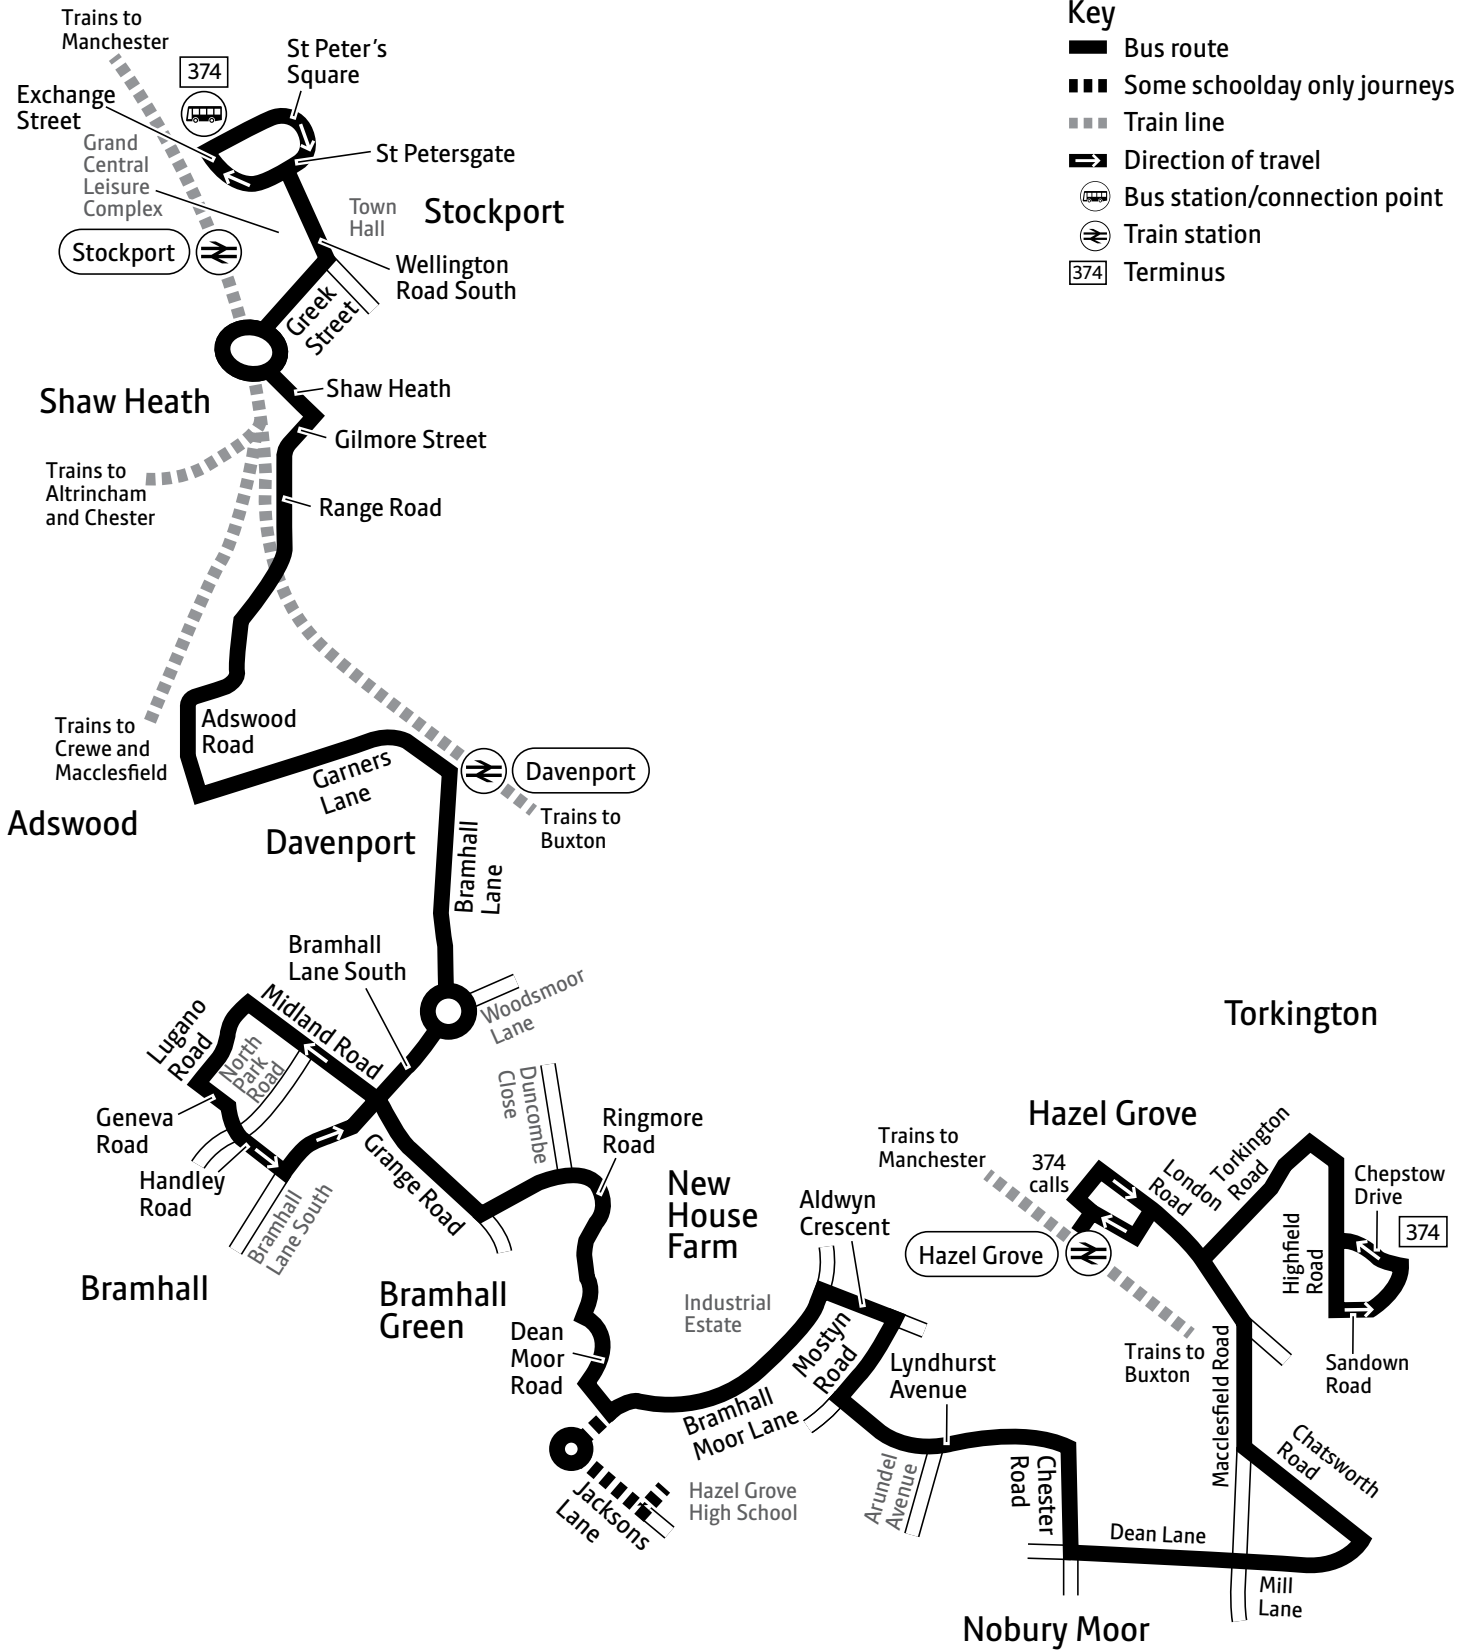 Trains to
Manchester
374
St Peter's
Square
Exchange
Street
Grand
Central
Leisure
Complex
St Petersgate
Town
Hall
Stockport
Stockport
Wellington
Road South
Greek
Street
Key
Bus route
Some schoolday only journeys
Train line
Direction of travel
Bus station/connection point
Train station
374
Terminus
Shaw Heath
Shaw Heath
Gilmore Street
Trains to
Altrincham
and Chester
Range Road
Trains to
Crewe and
Macclesfield
Adswood
Road
Garners
Lane
Davenport
Trains to
Buxton
Adswood
Davenport
Bramhall
Lane
Bramhall
Lane South
Woodsmoor
Lane
Midland Road
Lugano
Road
North
Park
Road
Geneva
Road
Handley
Road
Bramhall
Lane South
Bramhall
Grange Road
Duncombe
Close
Ringmore
Road
Bramhall
Green
New
House
Farm
Industrial
Estate
Dean
Moor
Road
Bramhall
Moor Lane
Jacksons
Lane
Hazel Grove
High School
Aldwyn
Crescent
Mostyn
Road
Lyndhurst
Avenue
Arundel
Avenue
Chester
Road
Dean Lane
Nobury Moor
Mill
Lane
Torkington
Hazel Grove
Trains to
Manchester
374
calls
Hazel Grove
London
Road
Torkington
Road
Chepstow
Drive
374
Highfield
Road
Sandown
Road
Trains to
Buxton
Macclesfield Road
Chatsworth
Road